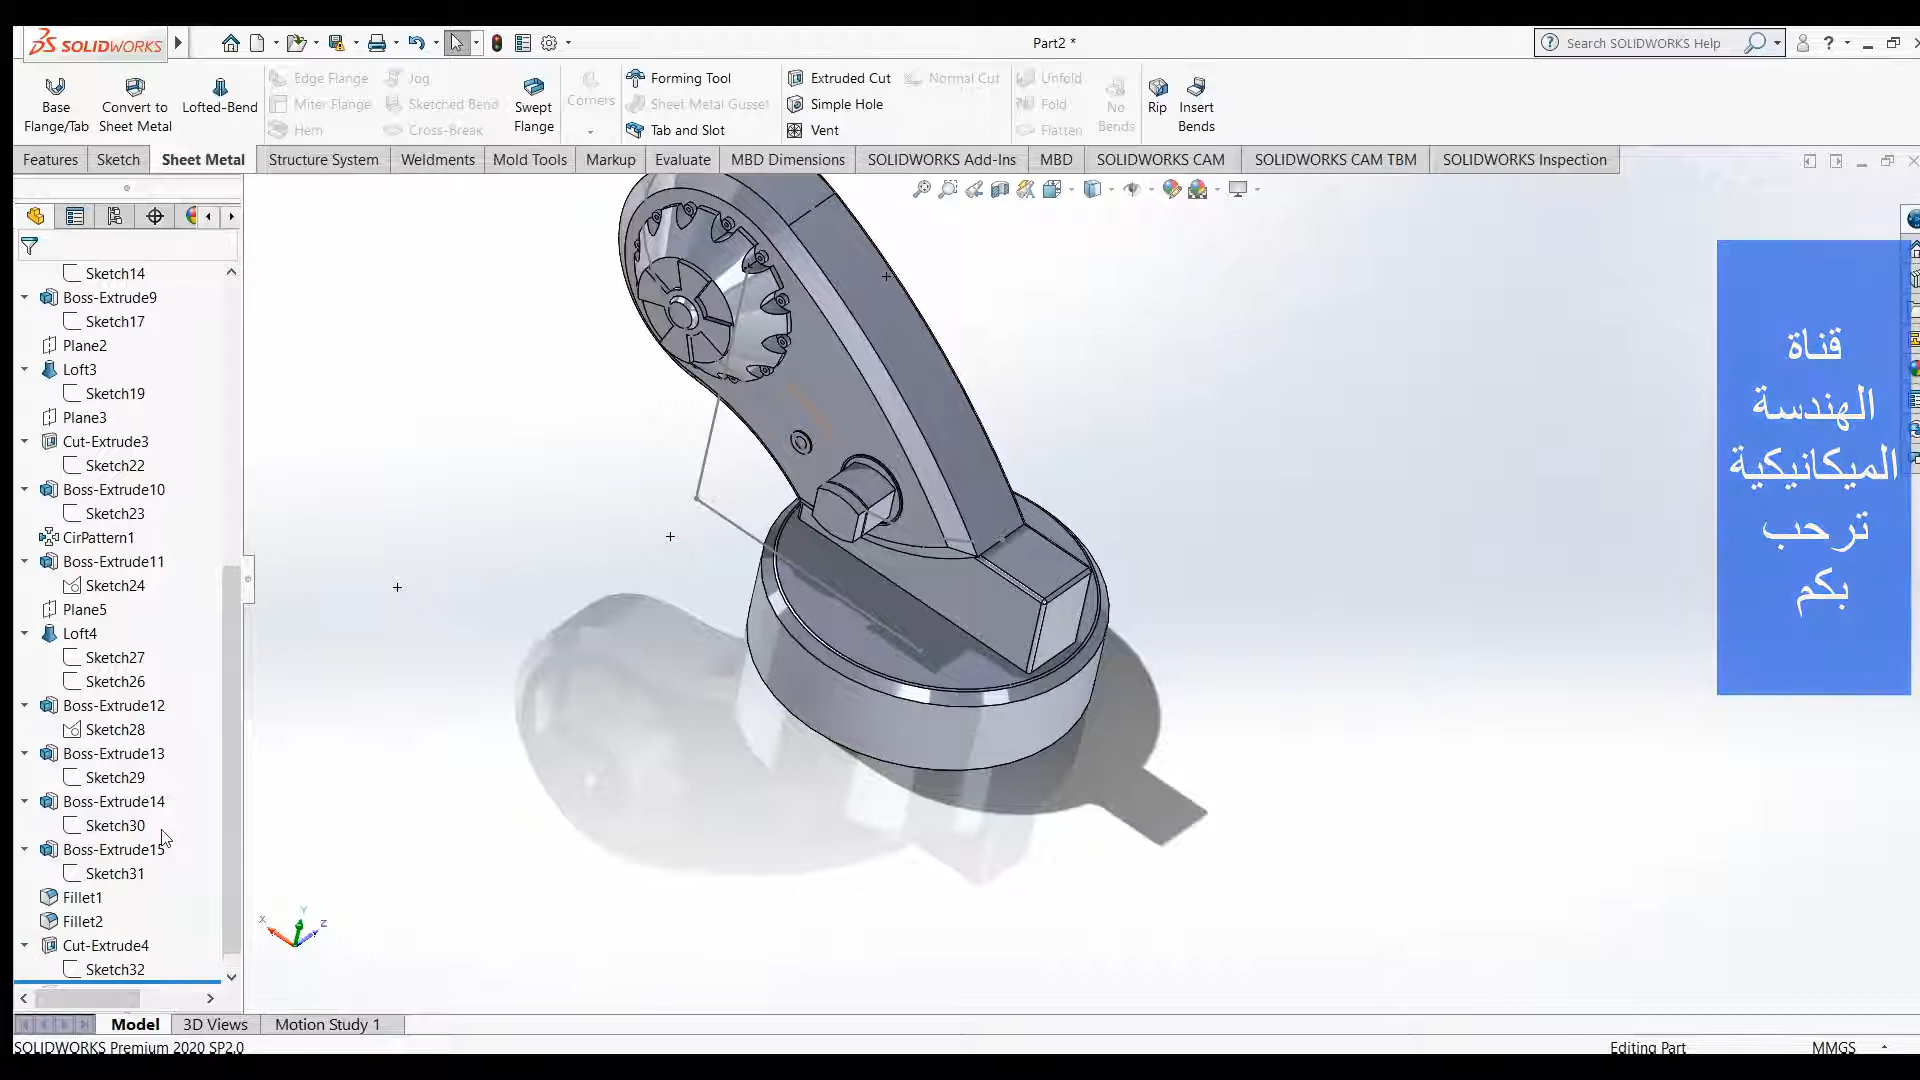 SOLIDWORKS
Part2 *
Search SOLIDWORKS Help
Base Flange/Tab
Convert to Sheet Metal
Lofted-Bend
Edge Flange
Miter Flange
Hem
Jog
Sketched Bend
Cross-Break
Swept Flange
Corners
Forming Tool
Sheet Metal Gusset
Tab and Slot
Extruded Cut
Simple Hole
Vent
Normal Cut
Unfold
Fold
Flatten
No Bends
Rip
Insert Bends
Features
Sketch
Sheet Metal
Structure System
Weldments
Mold Tools
Markup
Evaluate
MBD Dimensions
SOLIDWORKS Add-Ins
MBD
SOLIDWORKS CAM
SOLIDWORKS CAM TBM
SOLIDWORKS Inspection
Sketch14
Boss-Extrude9
Sketch17
Plane2
Loft3
Sketch19
Plane3
Cut-Extrude3
Sketch22
Boss-Extrude10
Sketch23
CirPattern1
Boss-Extrude11
Sketch24
Plane5
Loft4
Sketch27
Sketch26
Boss-Extrude12
Sketch28
Boss-Extrude13
Sketch29
Boss-Extrude14
Sketch30
Boss-Extrude15
Sketch31
Fillet1
Fillet2
Cut-Extrude4
Sketch32
قناة
الهندسة
الميكانيكية
ترحب
بكم
X
Y
Z
Model
3D Views
Motion Study 1
SOLIDWORKS Premium 2020 SP2.0
Editing Part
MMGS